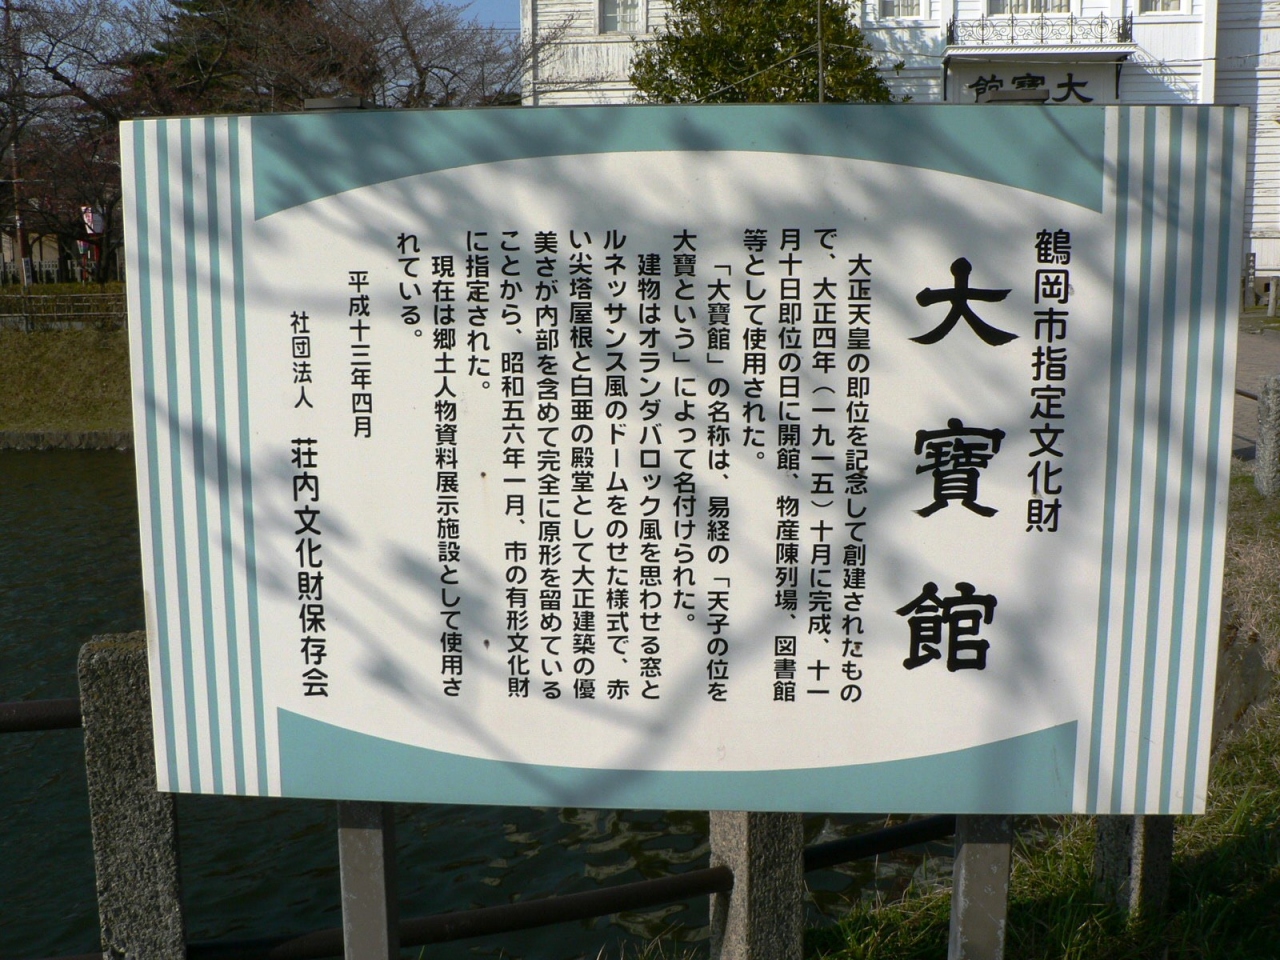 館寶大
鶴岡市指定文化財
大寶館
大正天皇の即位を記念して創建されたもの
で、大正四年（一九一五）十月に完成、十一
月十日即位の日に開館、物産陳列場、図書館
等として使用された。
「大寶館」の名称は、易経の「天子の位を
大寶という」によって名付けられた。
建物はオランダバロック風を思わせる窓と
ルネッサンス風のドームをのせた様式で、赤
い尖塔屋根と白亜の殿堂として大正建築の優
美さが内部を含めて完全に原形を留めている
ことから、昭和五六年一月、市の有形文化財
に指定された。
現在は郷土人物資料展示施設として使用さ
れている。
平成十三年四月
社団法人 荘内文化財保存会